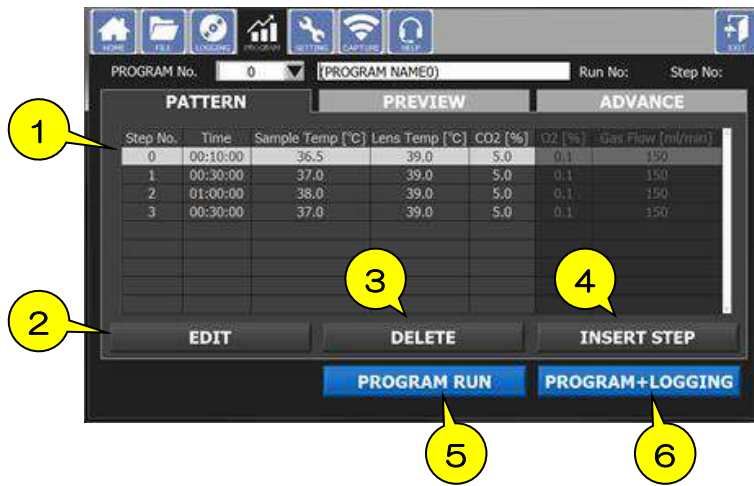 HOME FILE LOGGING PROGRAM SETTING CAPTURE HELP EXIT
PROGRAM No. 0 (PROGRAM NAME0) Run No: Step No:
PATTERN PREVIEW ADVANCE
1
Step No. Time Sample Temp [℃] Lens Temp [℃] CO2 [%] O2 [%] Gas Flow [ml/min]
0 00:10:00 36.5 39.0 5.0 0.1 150
1 00:30:00 37.0 39.0 5.0 0.1 150
2 01:00:00 38.0 39.0 5.0 0.1 150
3 00:30:00 37.0 39.0 5.0 0.1 150
3 4
2
EDIT DELETE INSERT STEP
PROGRAM RUN PROGRAM+LOGGING
5 6